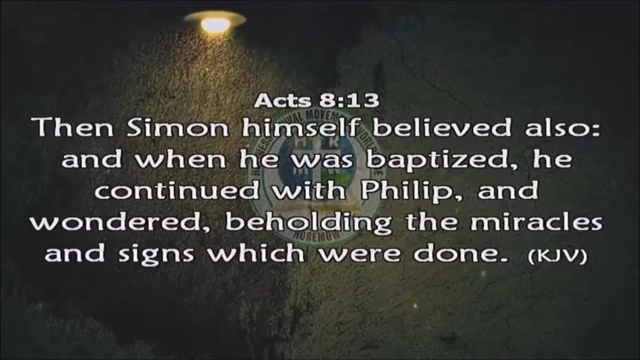 Acts 8:13
Then Simon himself believed also:
and when he was baptized, he
continued with Philip, and
wondered, beholding the miracles
and signs which were done. (KJV)